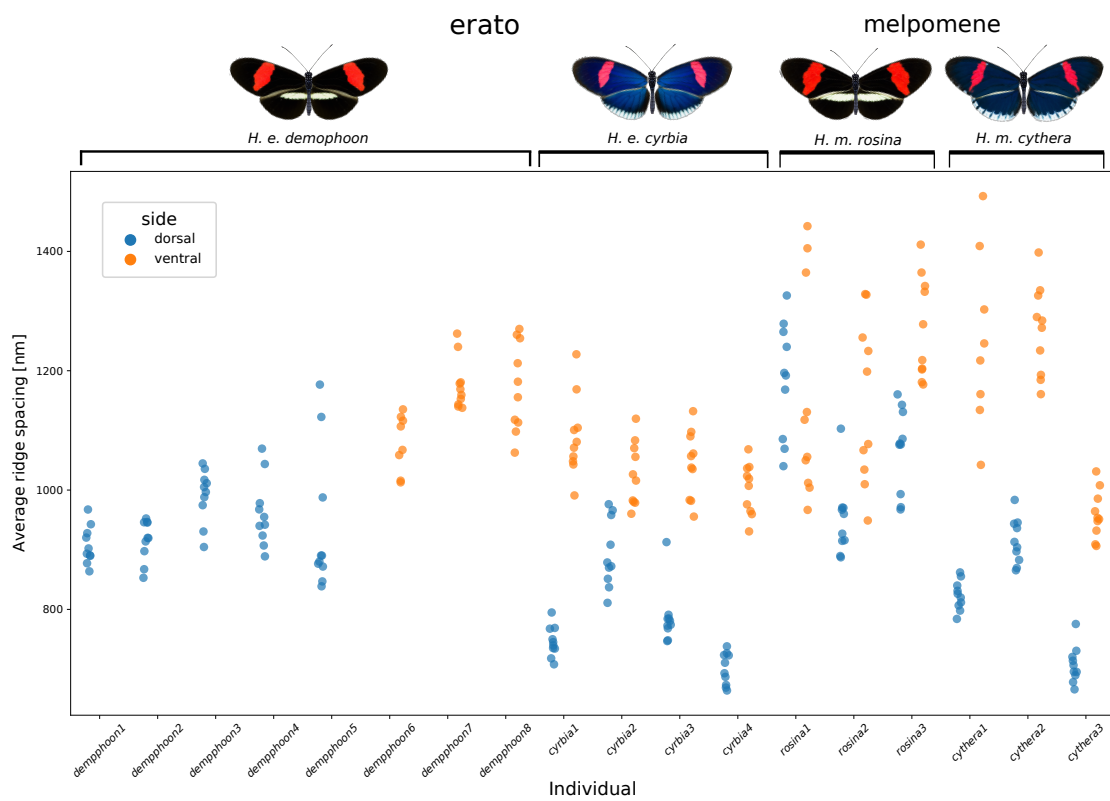 erato melpomene
H. e. demophoon H. e. cyrbia H. m. rosina H. m. cythera
side
dorsal
ventral
Average ridge spacing [nm]
1400
1200
1000
800
dempphoon1 dempphoon2 dempphoon3 dempphoon4 dempphoon5 dempphoon6 dempphoon7 dempphoon8 cyrbia1 cyrbia2 cyrbia3 cyrbia4 rosina1 rosina2 rosina3 cythera1 cythera2 cythera3
Individual